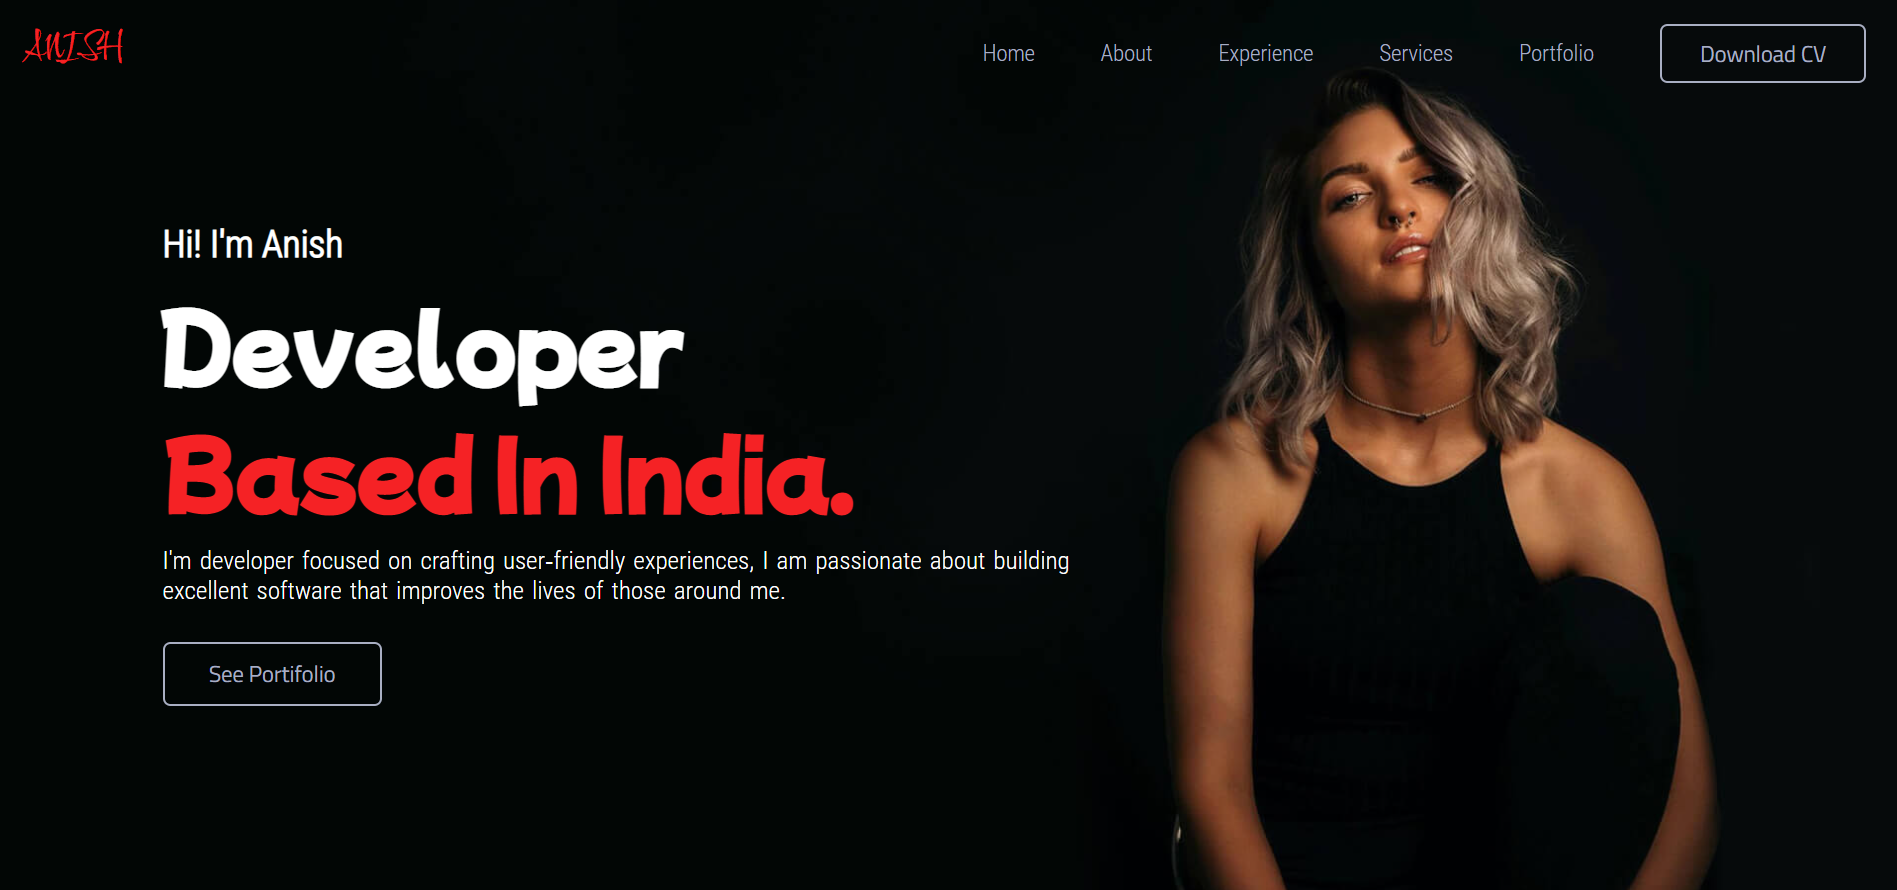 ANISH
Home About Experience Services Portfolio Download CV
Hi! I'm Anish
Developer
Based In India.
I'm developer focused on crafting user-friendly experiences, I am passionate about building
excellent software that improves the lives of those around me.
See Portifolio